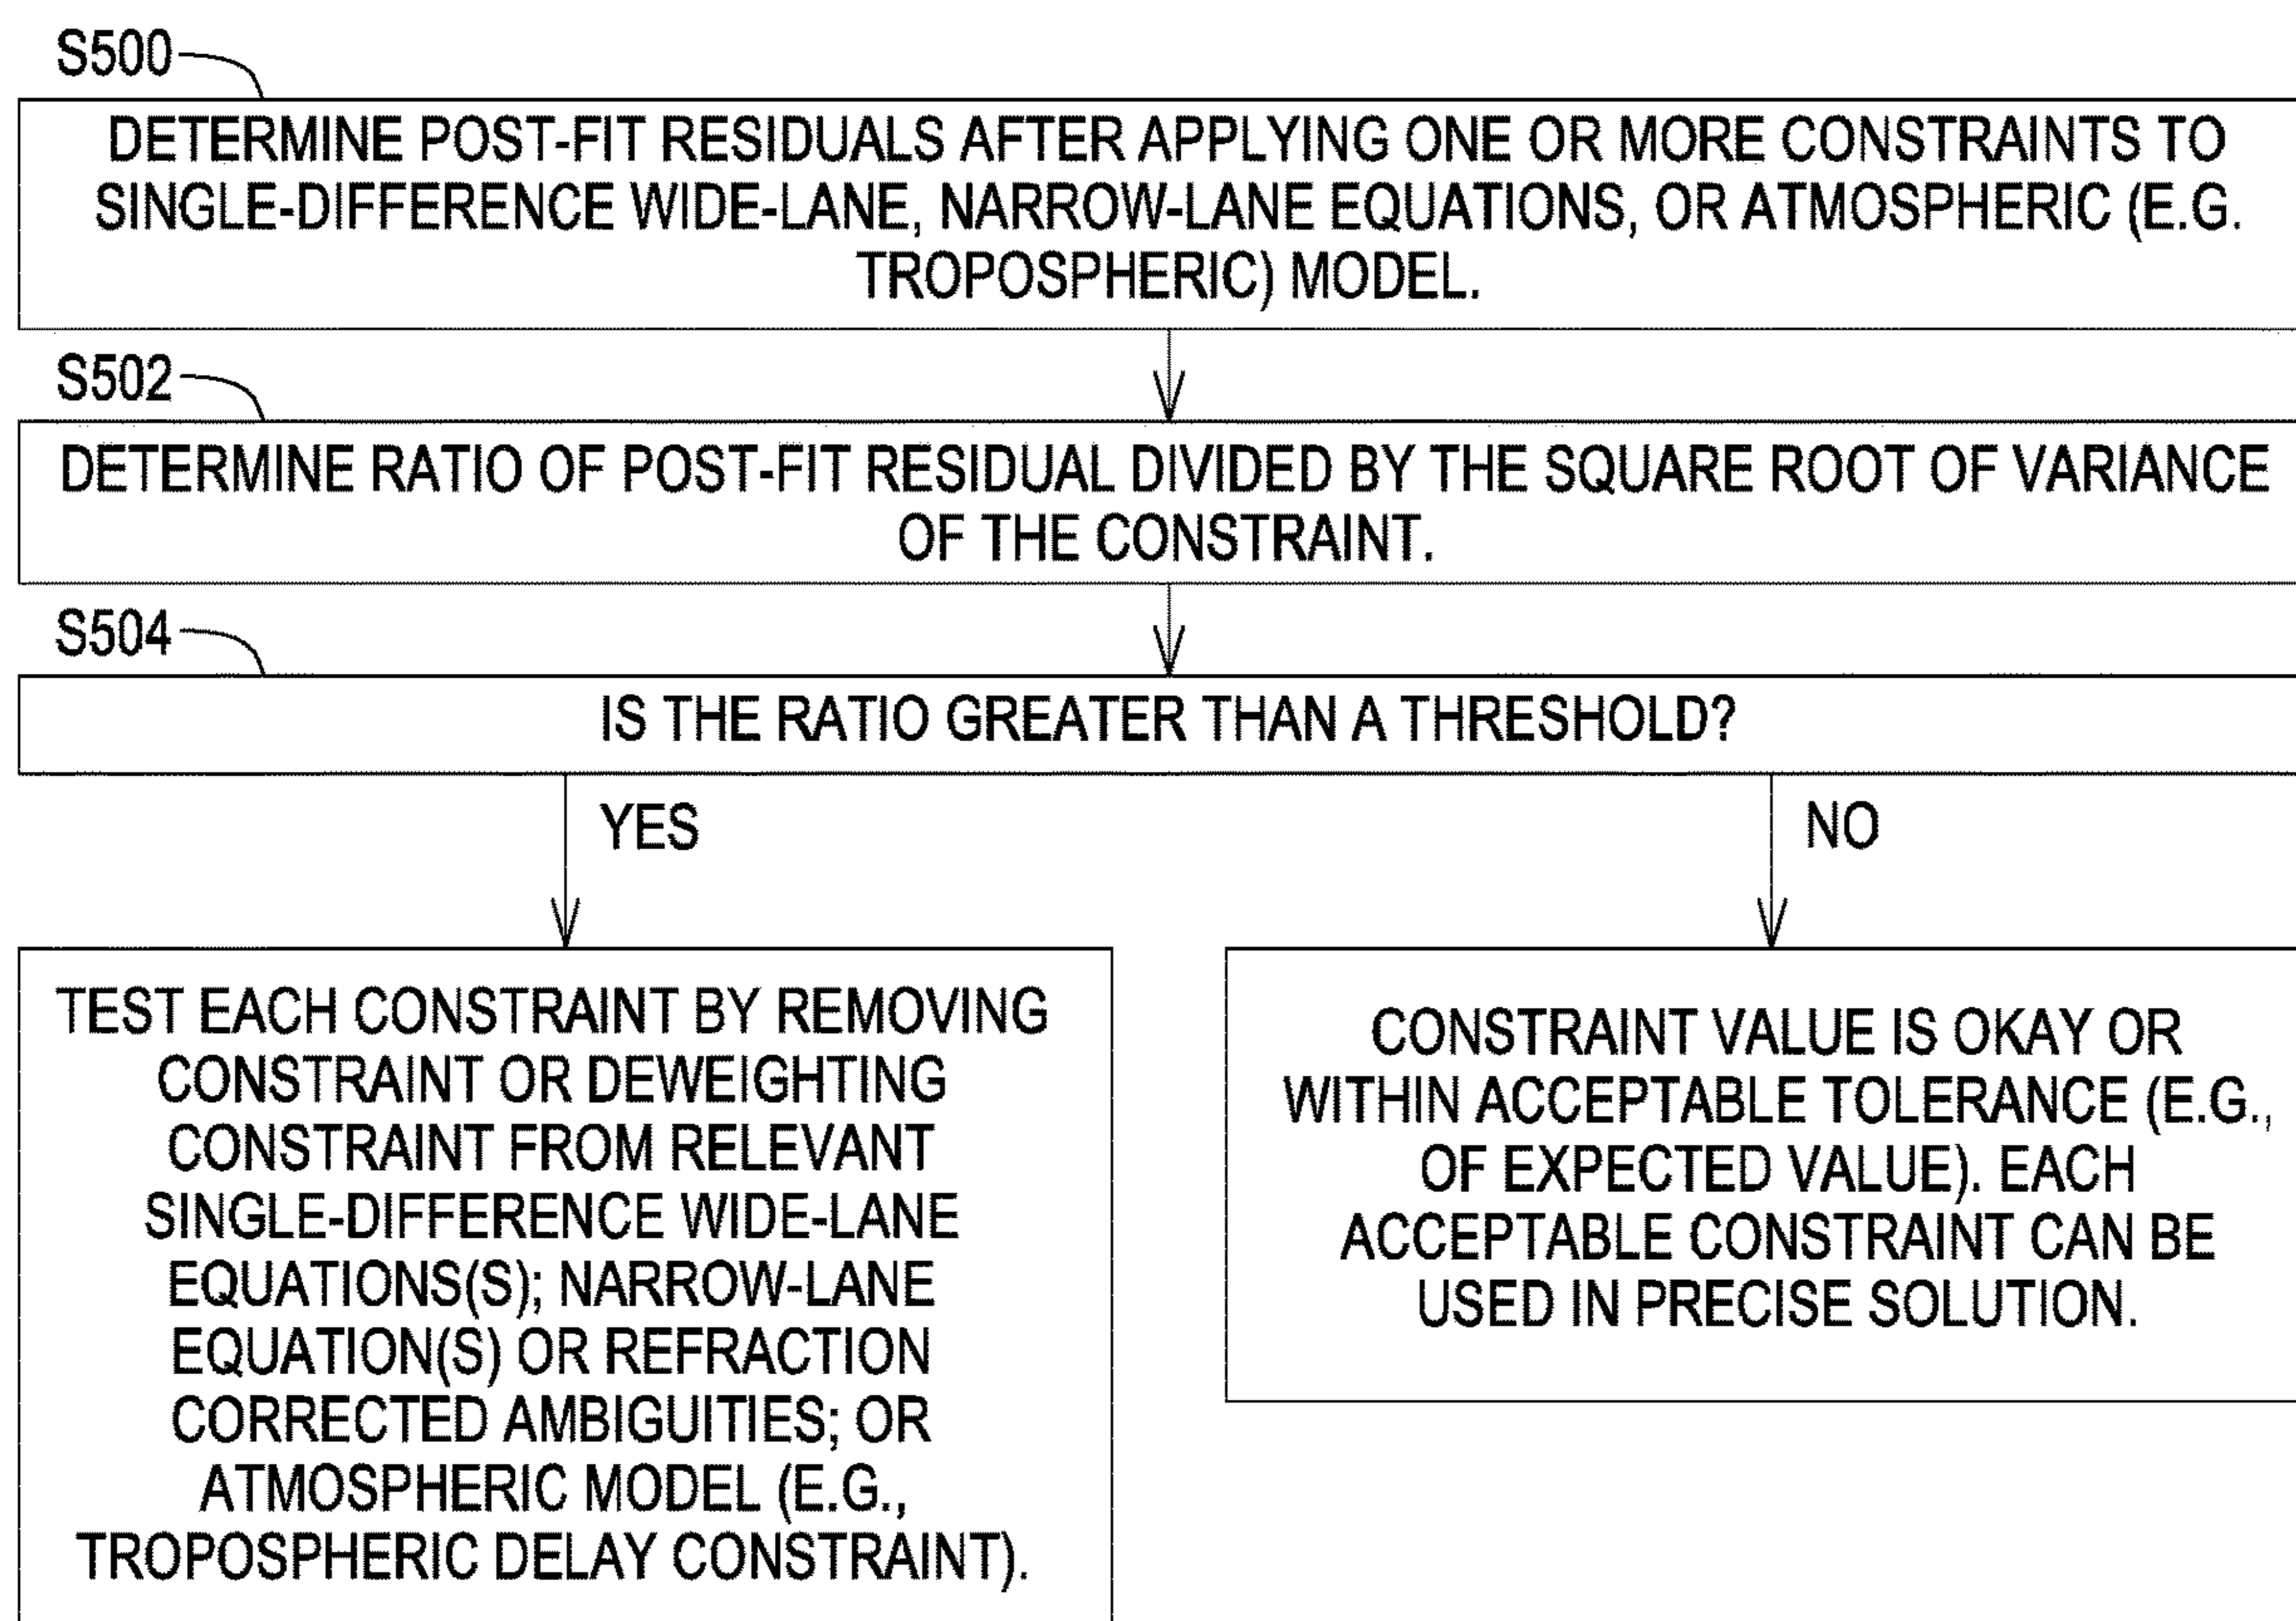 S500
DETERMINE POST-FIT RESIDUALS AFTER APPLYING ONE OR MORE CONSTRAINTS TO
SINGLE-DIFFERENCE WIDE-LANE, NARROW-LANE EQUATIONS, OR ATMOSPHERIC (E.G.
TROPOSPHERIC) MODEL.
S502
DETERMINE RATIO OF POST-FIT RESIDUAL DIVIDED BY THE SQUARE ROOT OF VARIANCE
OF THE CONSTRAINT.
S504
IS THE RATIO GREATER THAN A THRESHOLD?
YES
NO
TEST EACH CONSTRAINT BY REMOVING
CONSTRAINT OR DEWEIGHTING
CONSTRAINT FROM RELEVANT
SINGLE-DIFFERENCE WIDE-LANE
EQUATIONS(S); NARROW-LANE
EQUATION(S) OR REFRACTION
CORRECTED AMBIGUITIES; OR
ATMOSPHERIC MODEL (E.G.,
TROPOSPHERIC DELAY CONSTRAINT).
CONSTRAINT VALUE IS OKAY OR
WITHIN ACCEPTABLE TOLERANCE (E.G.,
OF EXPECTED VALUE). EACH
ACCEPTABLE CONSTRAINT CAN BE
USED IN PRECISE SOLUTION.